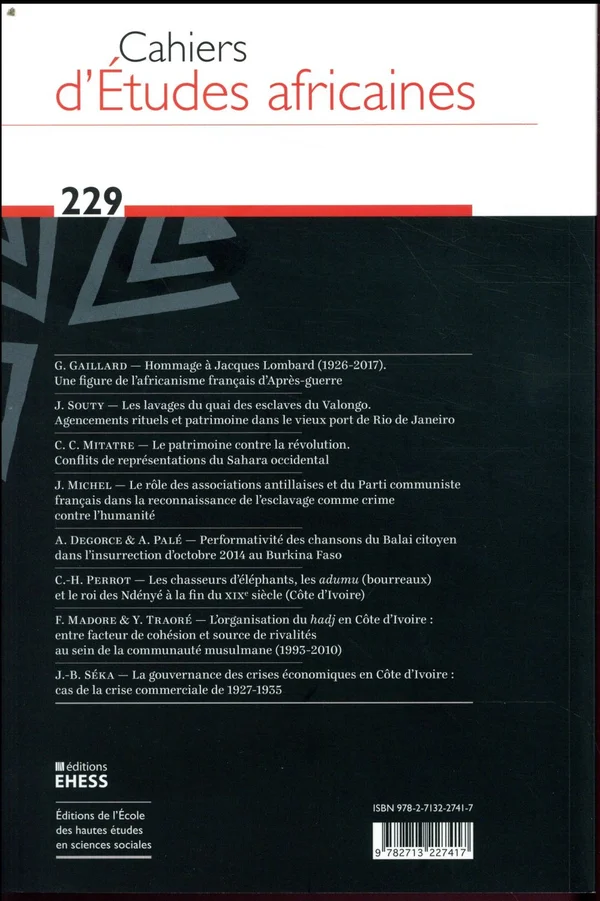 Cahiers
d'Études africaines
229
G. GAILLARD — Hommage à Jacques Lombard (1926-2017).
Une figure de l'africanisme français d'Après-guerre
J. SOUTY — Les lavages du quai des esclaves du Valongo.
Agencements rituels et patrimoine dans le vieux port de Rio de Janeiro
C. C. MITATRE — Le patrimoine contre la révolution.
Conflits de représentations du Sahara occidental
J. MICHEL — Le rôle des associations antillaises et du Parti communiste
français dans la reconnaissance de l'esclavage comme crime
contre l'humanité
A. DEGORCE & A. PALÉ — Performativité des chansons du Balai citoyen
dans l'insurrection d'octobre 2014 au Burkina Faso
C.-H. PERROT — Les chasseurs d'éléphants, les adumu (bourreaux)
et le roi des Ndényé à la fin du XIXe siècle (Côte d'Ivoire)
F. MADORE & Y. TRAORÉ — L'organisation du hadj en Côte d'Ivoire :
entre facteur de cohésion et source de rivalités
au sein de la communauté musulmane (1993-2010)
J.-B. SÉKA — La gouvernance des crises économiques en Côte d'Ivoire :
cas de la crise commerciale de 1927-1935
éditions
EHESS
Éditions de l'École
des hautes études
en sciences sociales
ISBN 978-2-7132-2741-7
9 782713 227417